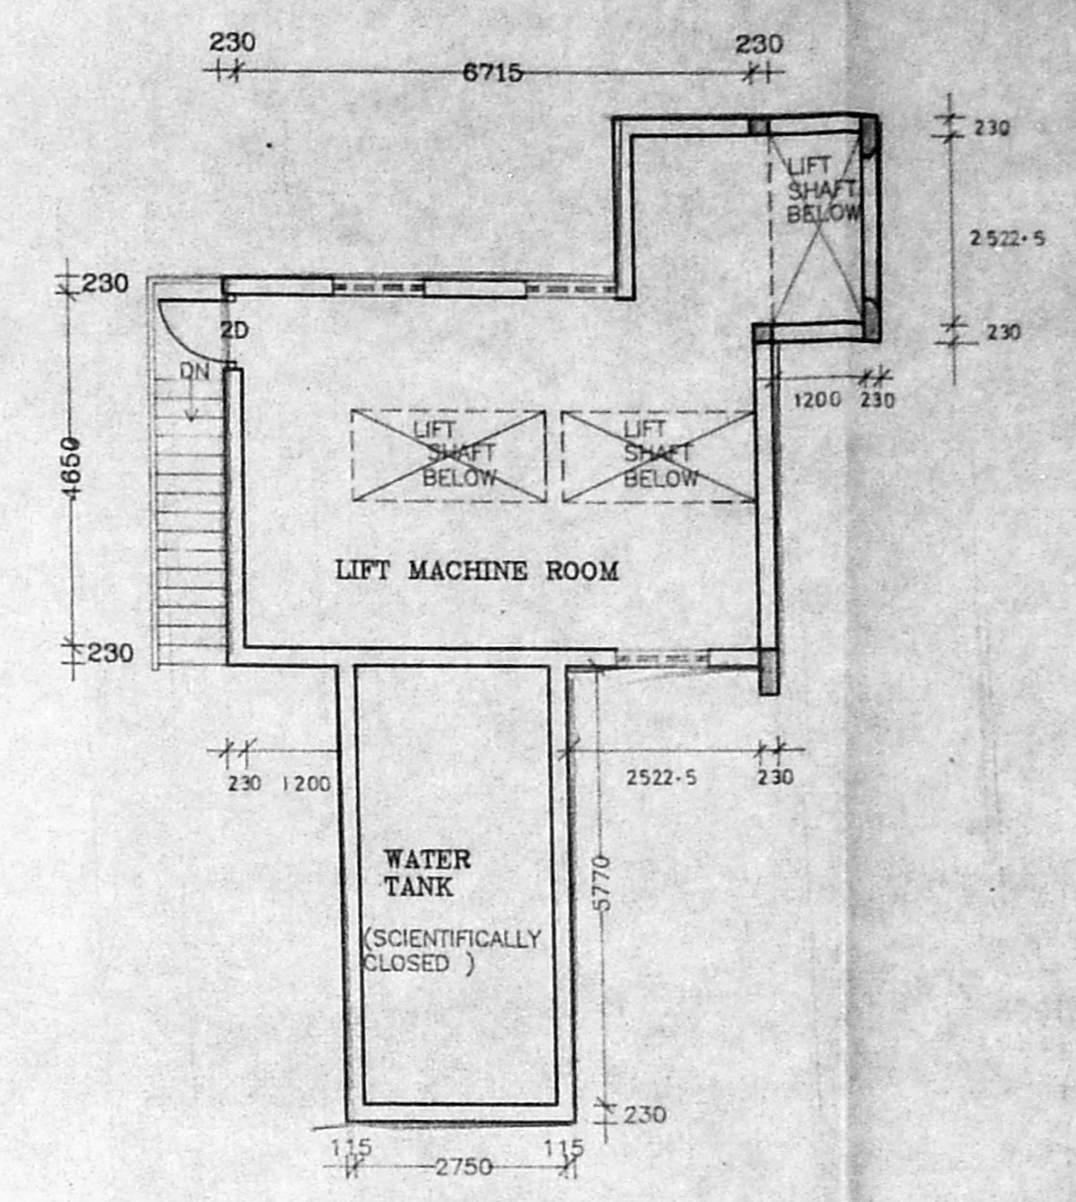 230
6715
230
230
LIFT
SHAFT
BELOW
2522·5
230
230
2D
DN
1200
230
4650
LIFT
SHAFT
BELOW
LIFT
SHAFT
BELOW
LIFT MACHINE ROOM
230
230
1200
2522·5
230
WATER
TANK
(SCIENTIFICALLY
CLOSED )
5770
230
115
2750
115